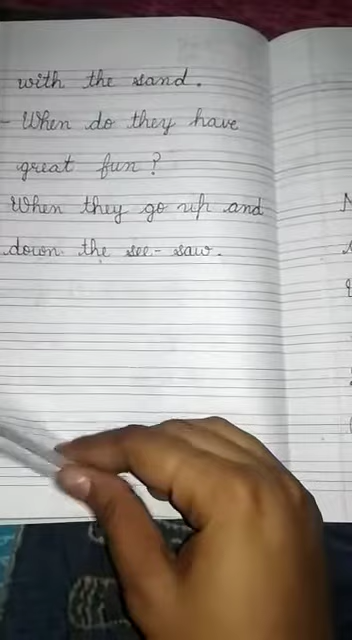 with the sand.
- When do they have
great fun?
When they go up and
down. the see-saw.